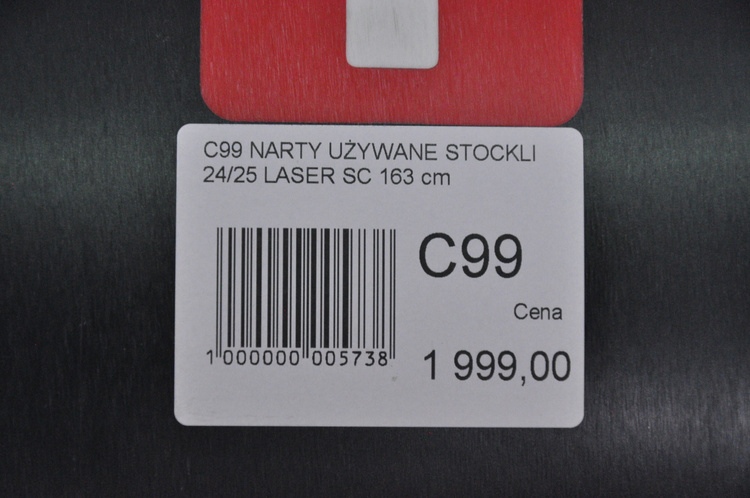 C99 NARTY UŻYWANE STOCKLI
24/25 LASER SC 163 cm
C99
Cena
1 999,00
1 000000 005738